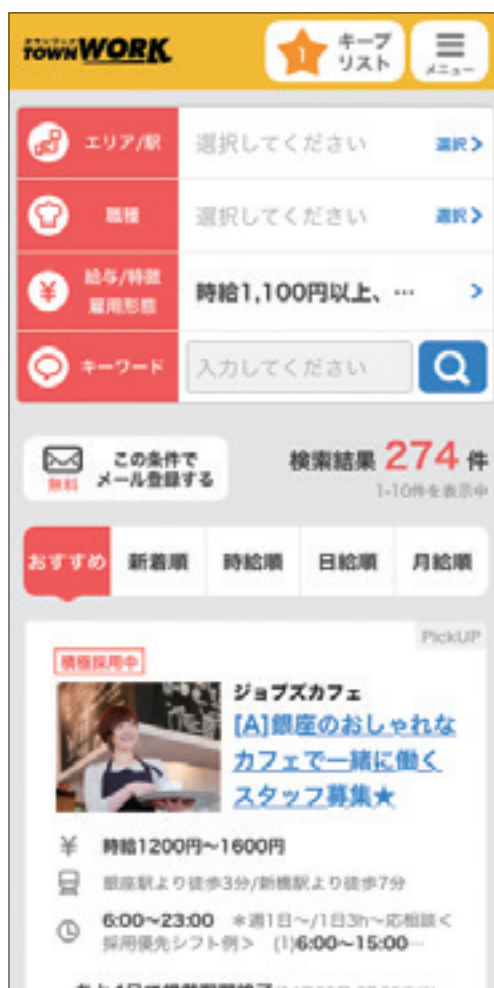 タウンワーク
TOWNWORK
1
キープ
リスト
メニュー
エリア/駅
選択してください
選択
職種
選択してください
選択
給与/特徴
雇用形態
時給1,100円以上、…
キーワード
入力してください
無料
この条件で
メール登録する
検索結果 274 件
1-10件を表示中
おすすめ
新着順
時給順
日給順
月給順
PickUP
積極採用中
ジョブズカフェ
[A]銀座のおしゃれな
カフェで一緒に働く
スタッフ募集★
時給1200円~1600円
銀座駅より徒歩3分/新橋駅より徒歩7分
6:00~23:00 *週1日~/1日3h~応相談<
採用優先シフト例> (1)6:00~15:00…